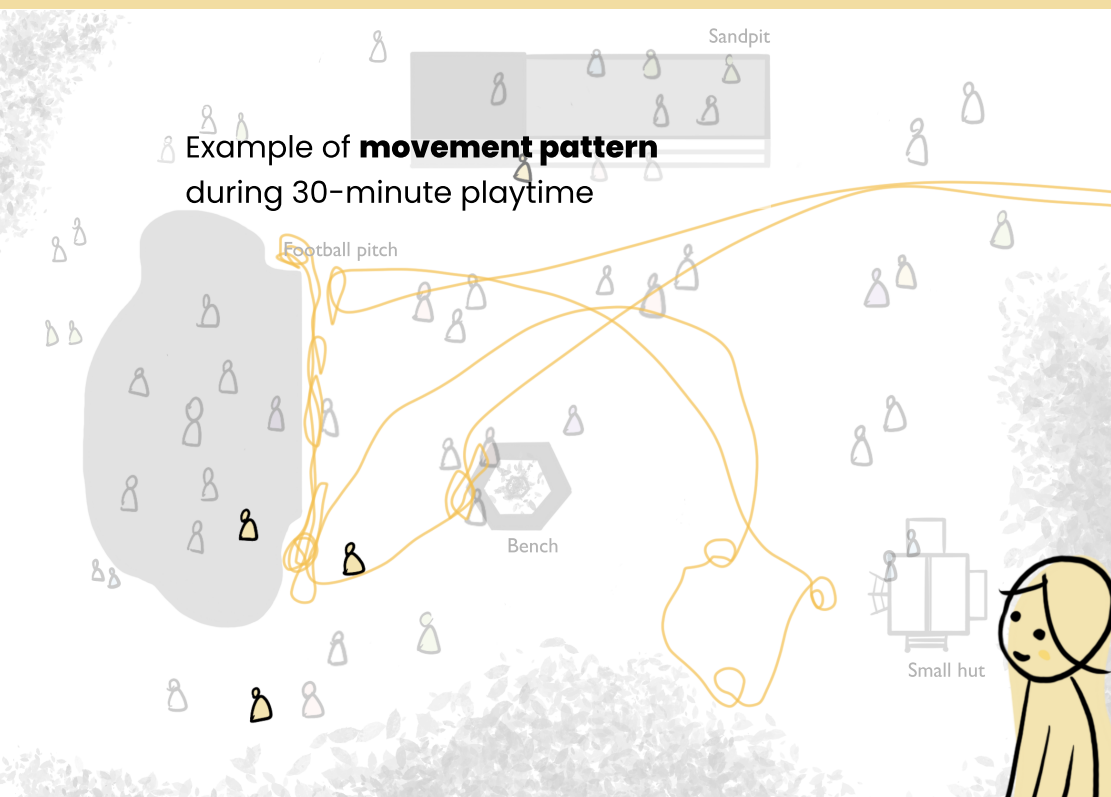 Sandpit
Example of movement pattern
during 30-minute playtime
Football pitch
Bench
Small hut